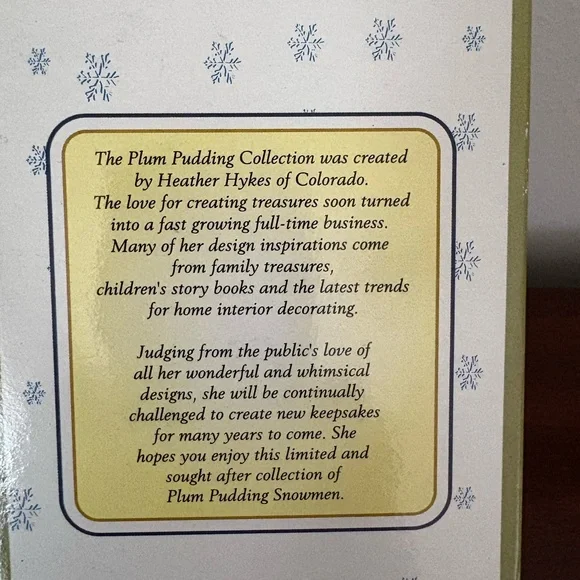 The Plum Pudding Collection was created
by Heather Hykes of Colorado.
The love for creating treasures soon turned
into a fast growing full-time business.
Many of her design inspirations come
from family treasures,
children's story books and the latest trends
for home interior decorating.
Judging from the public's love of
all her wonderful and whimsical
designs, she will be continually
challenged to create new keepsakes
for many years to come. She
hopes you enjoy this limited and
sought after collection of
Plum Pudding Snowmen.